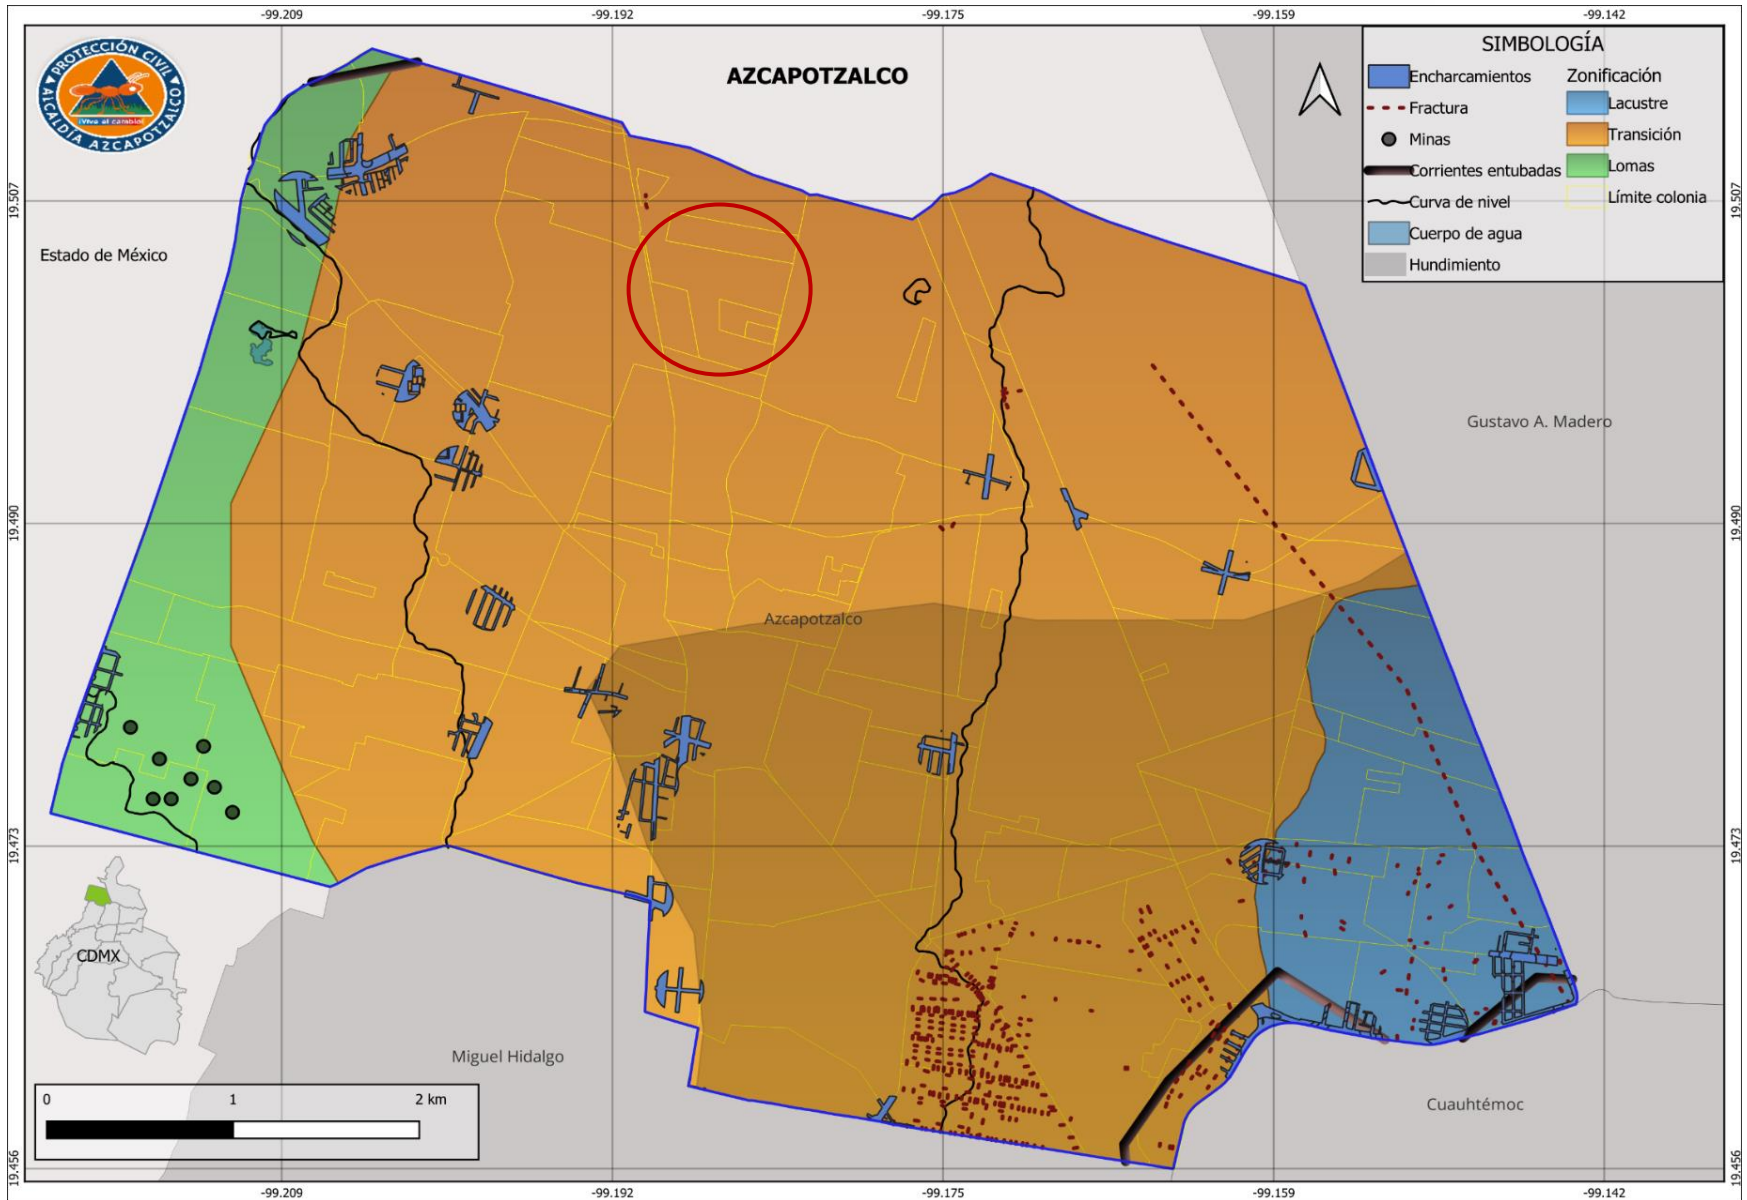 -99.209
-99.192
-99.175
-99.159
-99.142
PROTECCIÓN CIVIL
¡Vive el cambio!
ALCALDÍA AZCAPOTZALCO
AZCAPOTZALCO
SIMBOLOGÍA
Encharcamientos
Fractura
Minas
Corrientes entubadas
Curva de nivel
Cuerpo de agua
Hundimiento
Zonificación
Lacustre
Transición
Lomas
Límite colonia
19.507
19.507
Estado de México
Gustavo A. Madero
19.490
19.490
Azcapotzalco
19.473
19.473
CDMX
Miguel Hidalgo
Cuauhtémoc
0
1
2 km
19.456
19.456
-99.209
-99.192
-99.175
-99.159
-99.142